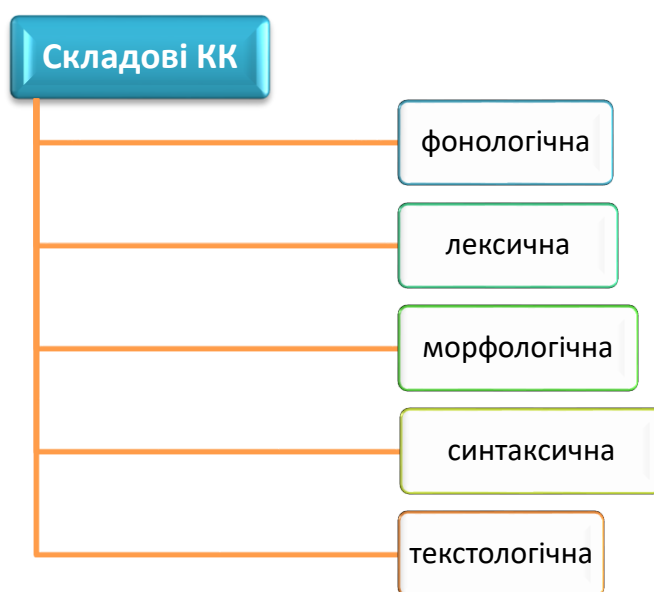 Складові КК
фонологічна
лексична
морфологічна
синтаксична
текстологічна